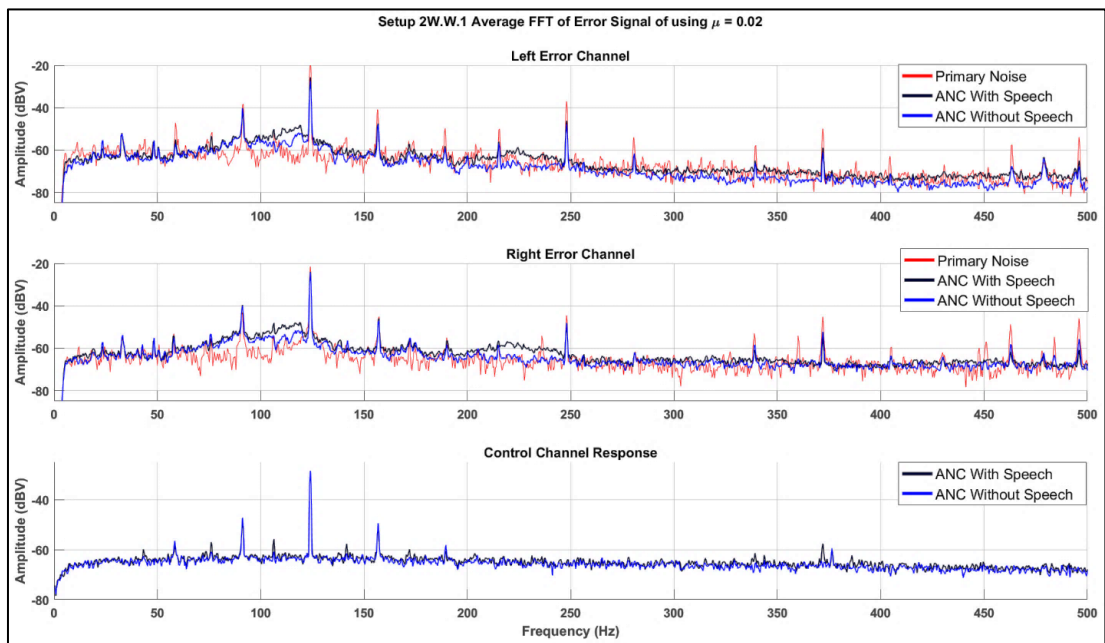 Setup 2W.W.1 Average FFT of Error Signal of using μ = 0.02
Left Error Channel
Amplitude (dBV)
-20
-40
-60
-80
Primary Noise
ANC With Speech
ANC Without Speech
0 50 100 150 200 250 300 350 400 450 500
Right Error Channel
Amplitude (dBV)
-20
-40
-60
-80
Primary Noise
ANC With Speech
ANC Without Speech
0 50 100 150 200 250 300 350 400 450 500
Control Channel Response
Amplitude (dBV)
-40
-60
-80
ANC With Speech
ANC Without Speech
0 50 100 150 200 250 300 350 400 450 500
Frequency (Hz)